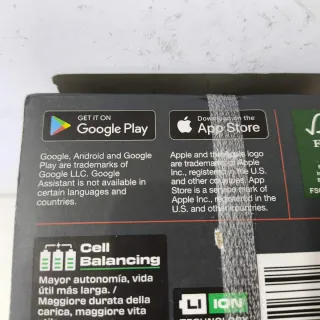 GET IT ON
Google Play
Download on the
App Store
Google, Android and Google
Play are trademarks of
Google LLC. Google
Assistant is not available in
certain languages and
countries.
Apple and the Apple logo
are trademarks of Apple
Inc., registered in the U.S.
and other countries. App
Store is a service mark of
Apple Inc., registered in the
U.S. and other countries.
Cell
Balancing
Mayor autonomía, vida
útil más larga. /
Maggiore durata della
carica, maggiore vita
LI ION
TECHNOLOGY